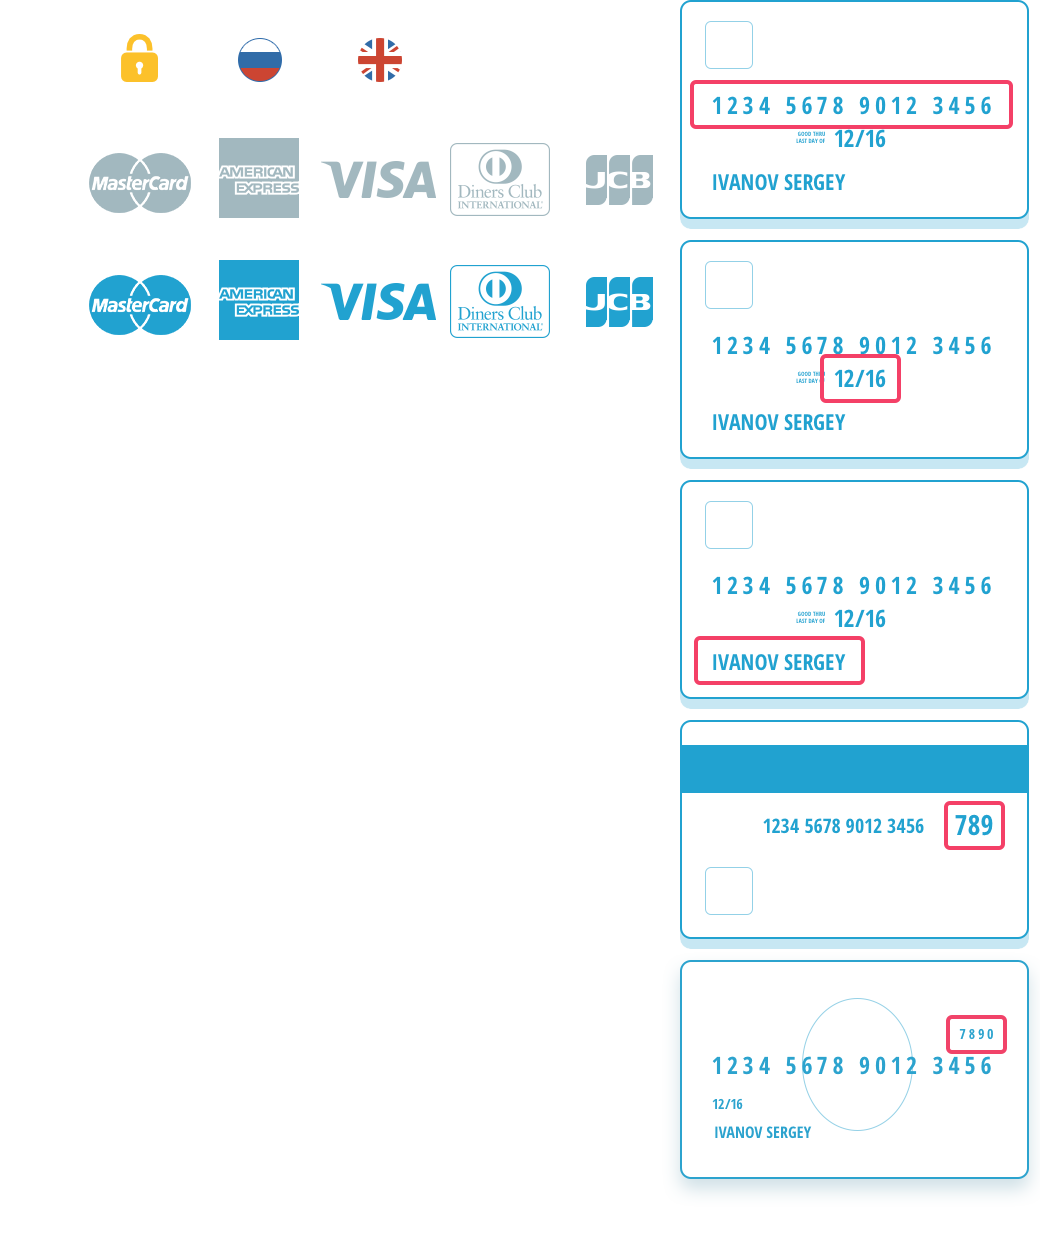 MasterCard
AMERICAN
EXPRESS
VISA
Diners Club
INTERNATIONAL®
JCB
MasterCard
AMERICAN
EXPRESS
VISA
Diners Club
INTERNATIONAL®
JCB
1234 5678 9012 3456
GOOD THRU
LAST DAY OF
12/16
IVANOV SERGEY
1234 5678 9012 3456
GOOD THRU
LAST DAY OF
12/16
IVANOV SERGEY
1234 5678 9012 3456
GOOD THRU
LAST DAY OF
12/16
IVANOV SERGEY
1234 5678 9012 3456
789
7890
1234 5678 9012 3456
12/16
IVANOV SERGEY